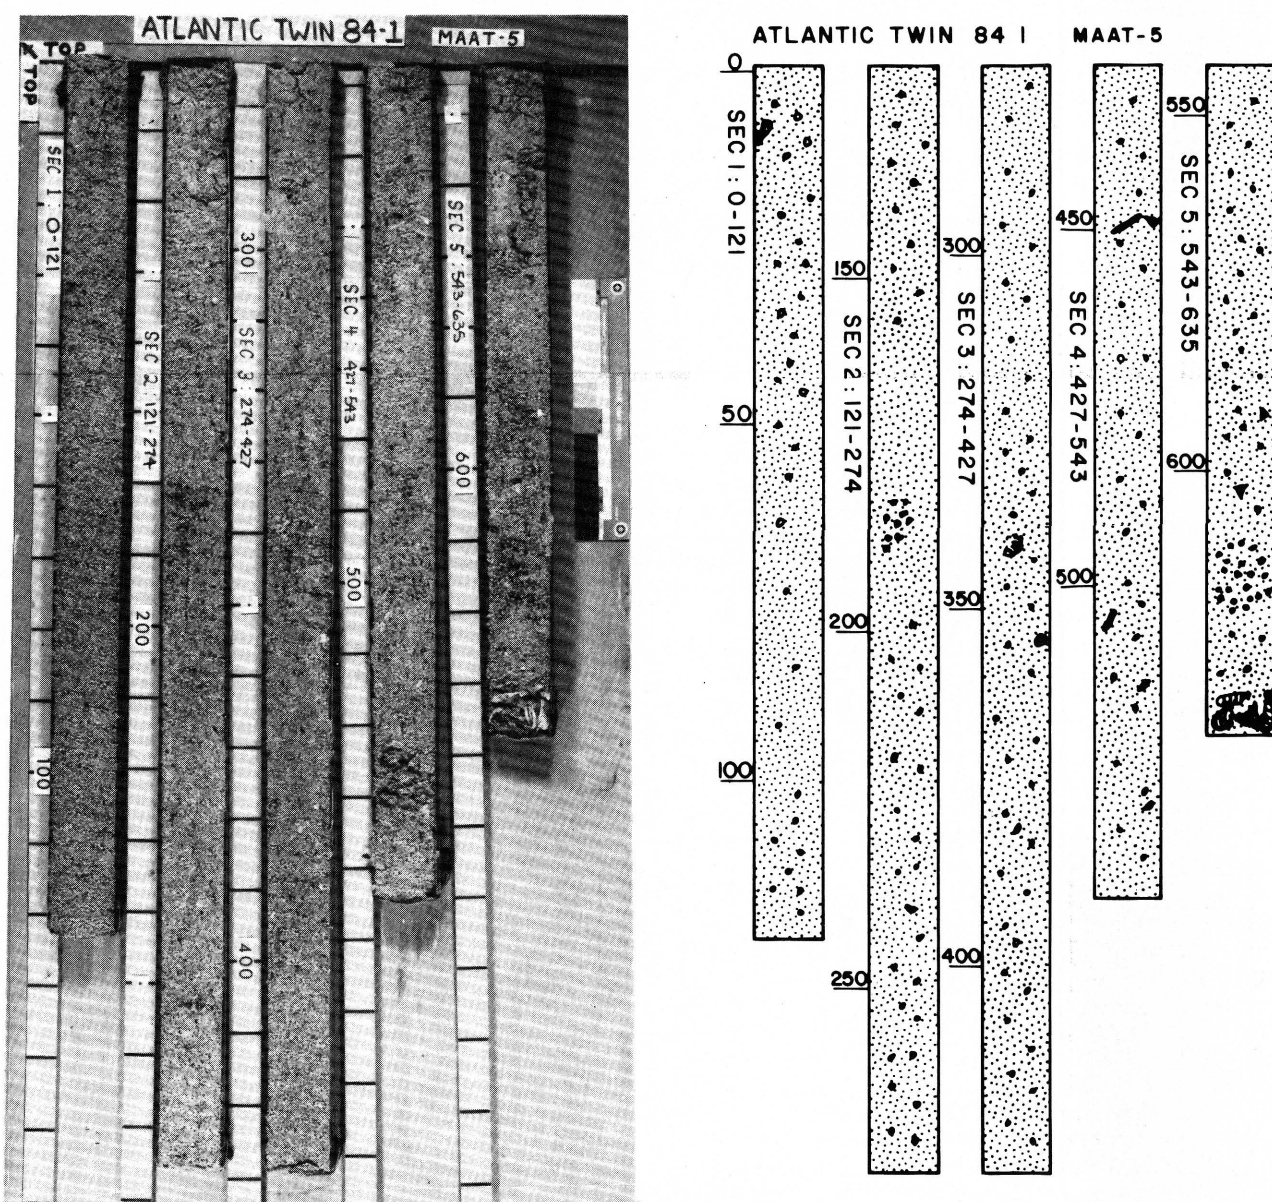 ATLANTIC TWIN 84-1 MAAT-5
TOP
TOP
SEC 1: 0-121
100
SEC 2: 121-274
200
300
SEC 3: 274-427
400
SEC 4: 427-543
500
SEC 5: 543-635
600
ATLANTIC TWIN 84 1 MAAT-5
0
SEC 1: 0-121
50
100
150
SEC 2: 121-274
200
250
300
SEC 3: 274-427
350
400
450
SEC 4: 427-543
500
550
SEC 5: 543-635
600